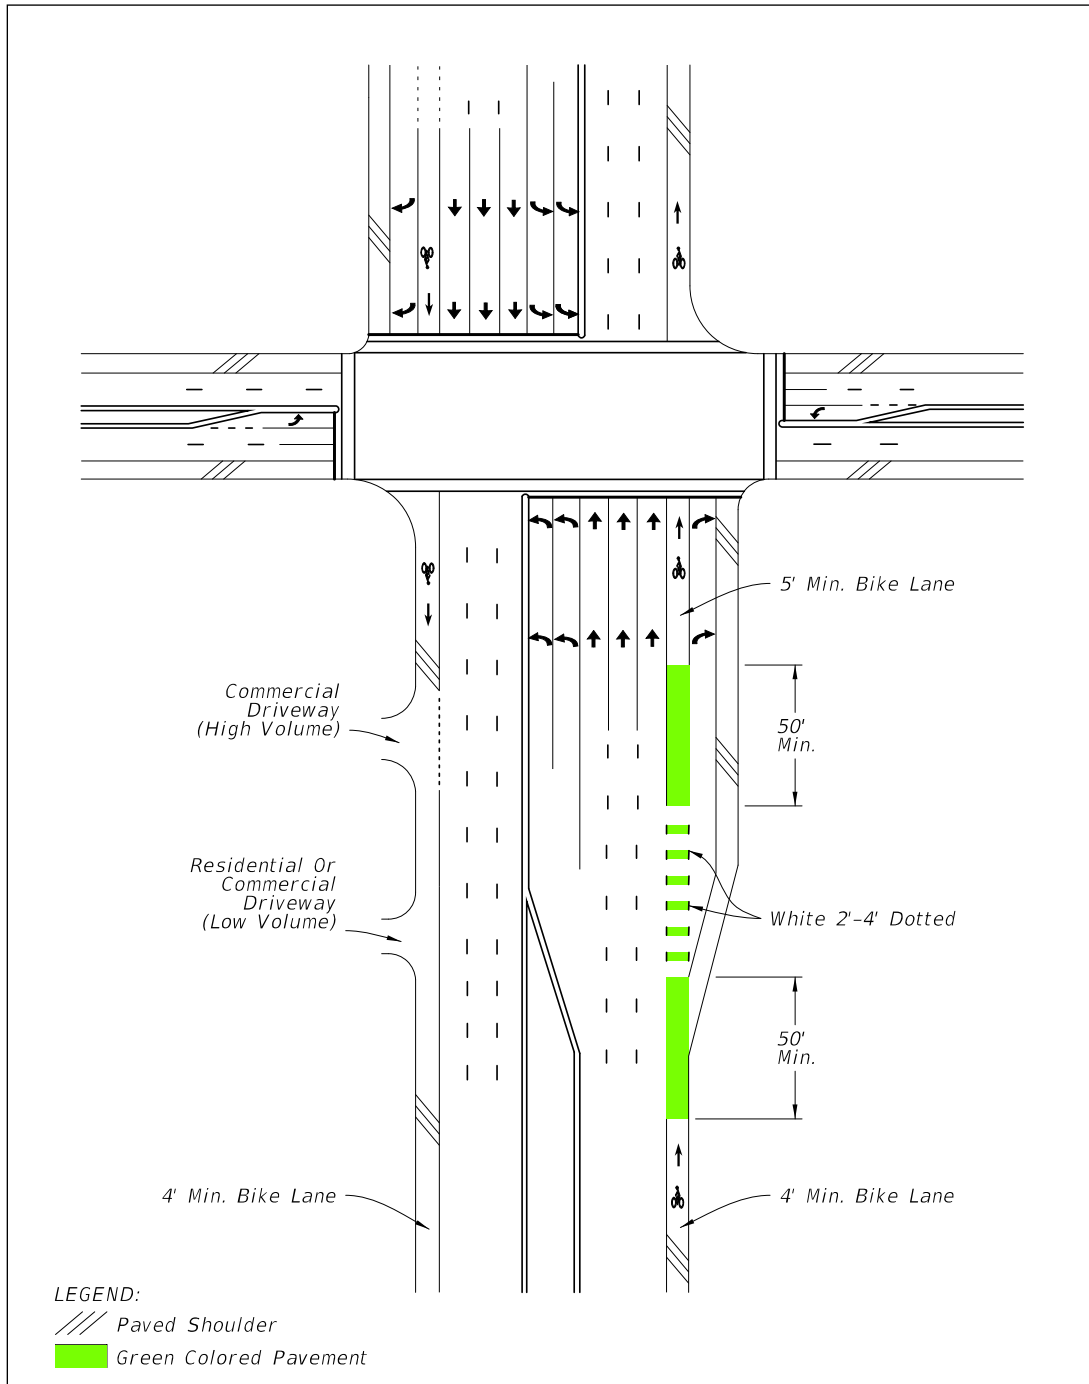 5' Min. Bike Lane
Commercial
Driveway
(High Volume)
50'
Min.
Residential Or
Commercial
Driveway
(Low Volume)
White 2'-4' Dotted
50'
Min.
4' Min. Bike Lane
4' Min. Bike Lane
LEGEND:
Paved Shoulder
Green Colored Pavement